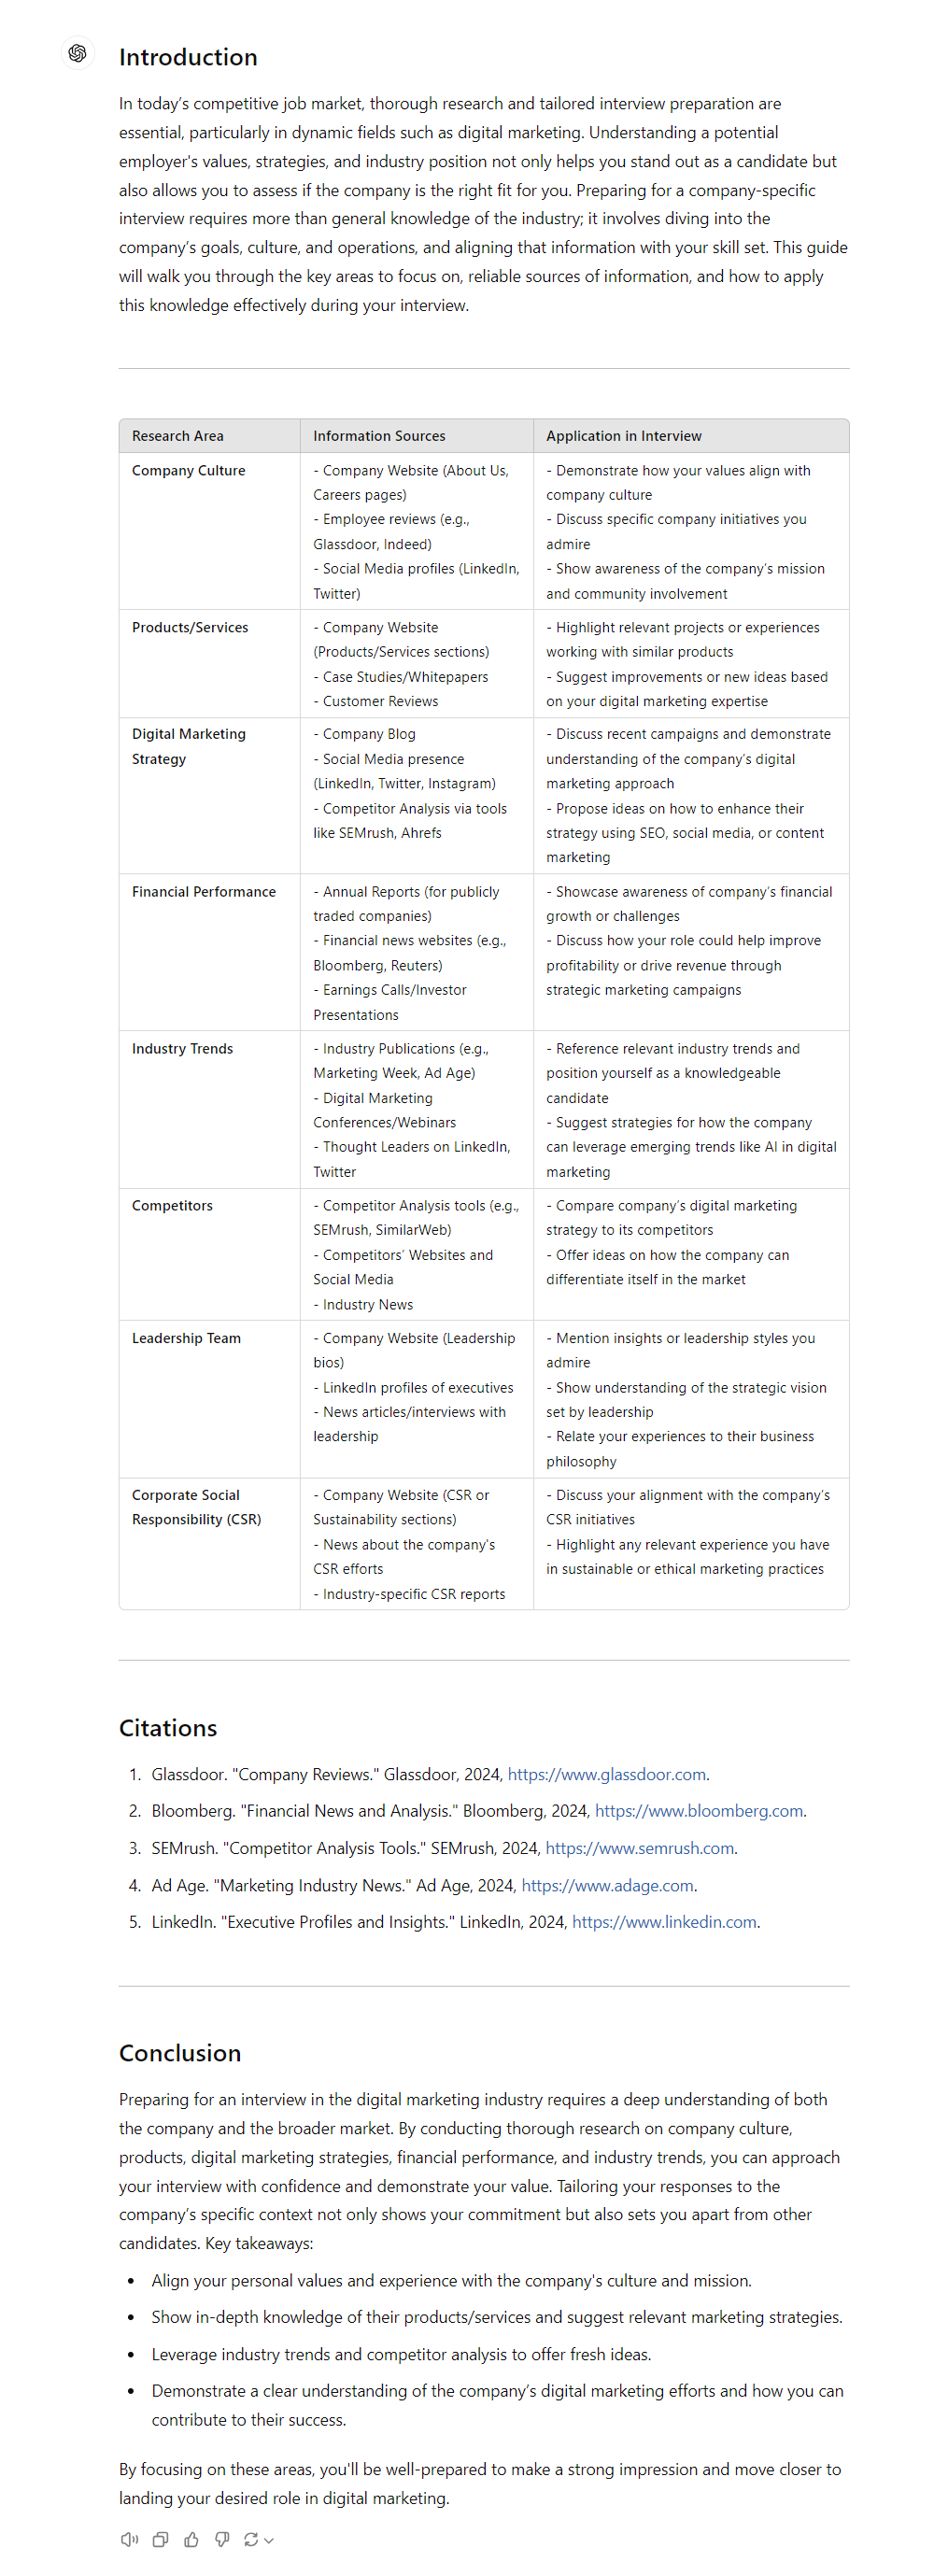 Introduction
In today’s competitive job market, thorough research and tailored interview preparation are
essential, particularly in dynamic fields such as digital marketing. Understanding a potential
employer's values, strategies, and industry position not only helps you stand out as a candidate but
also allows you to assess if the company is the right fit for you. Preparing for a company-specific
interview requires more than general knowledge of the industry; it involves diving into the
company’s goals, culture, and operations, and aligning that information with your skill set. This guide
will walk you through the key areas to focus on, reliable sources of information, and how to apply
this knowledge effectively during your interview.
Research Area
Information Sources
Application in Interview
Company Culture
- Company Website (About Us,
Careers pages)
- Employee reviews (e.g.,
Glassdoor, Indeed)
- Social Media profiles (LinkedIn,
Twitter)
- Demonstrate how your values align with
company culture
- Discuss specific company initiatives you
admire
- Show awareness of the company’s mission
and community involvement
Products/Services
- Company Website
(Products/Services sections)
- Case Studies/Whitepapers
- Customer Reviews
- Highlight relevant projects or experiences
working with similar products
- Suggest improvements or new ideas based
on your digital marketing expertise
Digital Marketing
Strategy
- Company Blog
- Social Media presence
(LinkedIn, Twitter, Instagram)
- Competitor Analysis via tools
like SEMrush, Ahrefs
- Discuss recent campaigns and demonstrate
understanding of the company’s digital
marketing approach
- Propose ideas on how to enhance their
strategy using SEO, social media, or content
marketing
Financial Performance
- Annual Reports (for publicly
traded companies)
- Financial news websites (e.g.,
Bloomberg, Reuters)
- Earnings Calls/Investor
Presentations
- Showcase awareness of company’s financial
growth or challenges
- Discuss how your role could help improve
profitability or drive revenue through
strategic marketing campaigns
Industry Trends
- Industry Publications (e.g.,
Marketing Week, Ad Age)
- Digital Marketing
Conferences/Webinars
- Thought Leaders on LinkedIn,
Twitter
- Reference relevant industry trends and
position yourself as a knowledgeable
candidate
- Suggest strategies for how the company
can leverage emerging trends like AI in digital
marketing
Competitors
- Competitor Analysis tools (e.g.,
SEMrush, SimilarWeb)
- Competitors’ Websites and
Social Media
- Industry News
- Compare company’s digital marketing
strategy to its competitors
- Offer ideas on how the company can
differentiate itself in the market
Leadership Team
- Company Website (Leadership
bios)
- LinkedIn profiles of executives
- News articles/interviews with
leadership
- Mention insights or leadership styles you
admire
- Show understanding of the strategic vision
set by leadership
- Relate your experiences to their business
philosophy
Corporate Social
Responsibility (CSR)
- Company Website (CSR or
Sustainability sections)
- News about the company's
CSR efforts
- Industry-specific CSR reports
- Discuss your alignment with the company’s
CSR initiatives
- Highlight any relevant experience you have
in sustainable or ethical marketing practices
Citations
1. Glassdoor. "Company Reviews." Glassdoor, 2024, https://www.glassdoor.com.
2. Bloomberg. "Financial News and Analysis." Bloomberg, 2024, https://www.bloomberg.com.
3. SEMrush. "Competitor Analysis Tools." SEMrush, 2024, https://www.semrush.com.
4. Ad Age. "Marketing Industry News." Ad Age, 2024, https://www.adage.com.
5. LinkedIn. "Executive Profiles and Insights." LinkedIn, 2024, https://www.linkedin.com.
Conclusion
Preparing for an interview in the digital marketing industry requires a deep understanding of both
the company and the broader market. By conducting thorough research on company culture,
products, digital marketing strategies, financial performance, and industry trends, you can approach
your interview with confidence and demonstrate your value. Tailoring your responses to the
company’s specific context not only shows your commitment but also sets you apart from other
candidates. Key takeaways:
• Align your personal values and experience with the company's culture and mission.
• Show in-depth knowledge of their products/services and suggest relevant marketing strategies.
• Leverage industry trends and competitor analysis to offer fresh ideas.
• Demonstrate a clear understanding of the company’s digital marketing efforts and how you can
contribute to their success.
By focusing on these areas, you'll be well-prepared to make a strong impression and move closer to
landing your desired role in digital marketing.